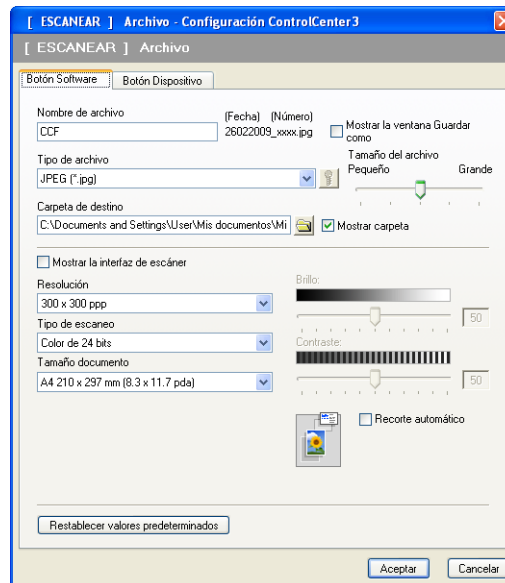 [ ESCANEAR ] Archivo - Configuración ControlCenter3
[ ESCANEAR ] Archivo
Botón Software
Botón Dispositivo
Nombre de archivo
(Fecha) (Número)
CCF
26022009_xxxx.jpg
Mostrar la ventana Guardar como
Tipo de archivo
Tamaño del archivo
Pequeño
Grande
JPEG (*.jpg)
Carpeta de destino
C:\Documents and Settings\User\Mis documentos\Mi
Mostrar carpeta
Mostrar la interfaz de escáner
Resolución
300 x 300 ppp
Tipo de escaneo
Color de 24 bits
Tamaño documento
A4 210 x 297 mm (8.3 x 11.7 pda)
Brillo:
50
Contraste:
50
Recorte automático
Restablecer valores predeterminados
Aceptar
Cancelar